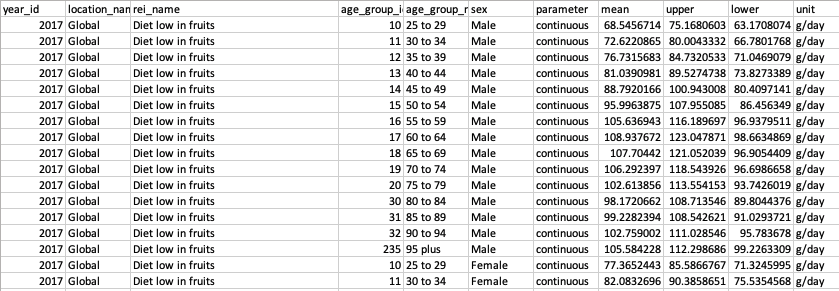 year_id location_nan rei_name age_group_i age_group_r sex parameter mean upper lower unit
2017 Global Diet low in fruits 10 25 to 29 Male continuous 68.5456714 75.1680603 63.1708074 g/day
2017 Global Diet low in fruits 11 30 to 34 Male continuous 72.6220865 80.0043332 66.7801768 g/day
2017 Global Diet low in fruits 12 35 to 39 Male continuous 76.7315683 84.7320533 71.0469079 g/day
2017 Global Diet low in fruits 13 40 to 44 Male continuous 81.0390981 89.5274738 73.8273389 g/day
2017 Global Diet low in fruits 14 45 to 49 Male continuous 88.7920166 100.943008 80.4097141 g/day
2017 Global Diet low in fruits 15 50 to 54 Male continuous 95.9963875 107.955085 86.456349 g/day
2017 Global Diet low in fruits 16 55 to 59 Male continuous 105.636943 116.189697 96.9379511 g/day
2017 Global Diet low in fruits 17 60 to 64 Male continuous 108.937672 123.047871 98.6634869 g/day
2017 Global Diet low in fruits 18 65 to 69 Male continuous 107.70442 121.052039 96.9054409 g/day
2017 Global Diet low in fruits 19 70 to 74 Male continuous 106.292397 118.543926 96.6986658 g/day
2017 Global Diet low in fruits 20 75 to 79 Male continuous 102.613856 113.554153 93.7426019 g/day
2017 Global Diet low in fruits 30 80 to 84 Male continuous 98.1720662 108.713546 89.8044376 g/day
2017 Global Diet low in fruits 31 85 to 89 Male continuous 99.2282394 108.542621 91.0293721 g/day
2017 Global Diet low in fruits 32 90 to 94 Male continuous 102.759002 111.028546 95.783678 g/day
2017 Global Diet low in fruits 235 95 plus Male continuous 105.584228 112.298686 99.2263309 g/day
2017 Global Diet low in fruits 10 25 to 29 Female continuous 77.3652443 85.5866767 71.3245995 g/day
2017 Global Diet low in fruits 11 30 to 34 Female continuous 82.0832696 90.3858651 75.5354568 g/day